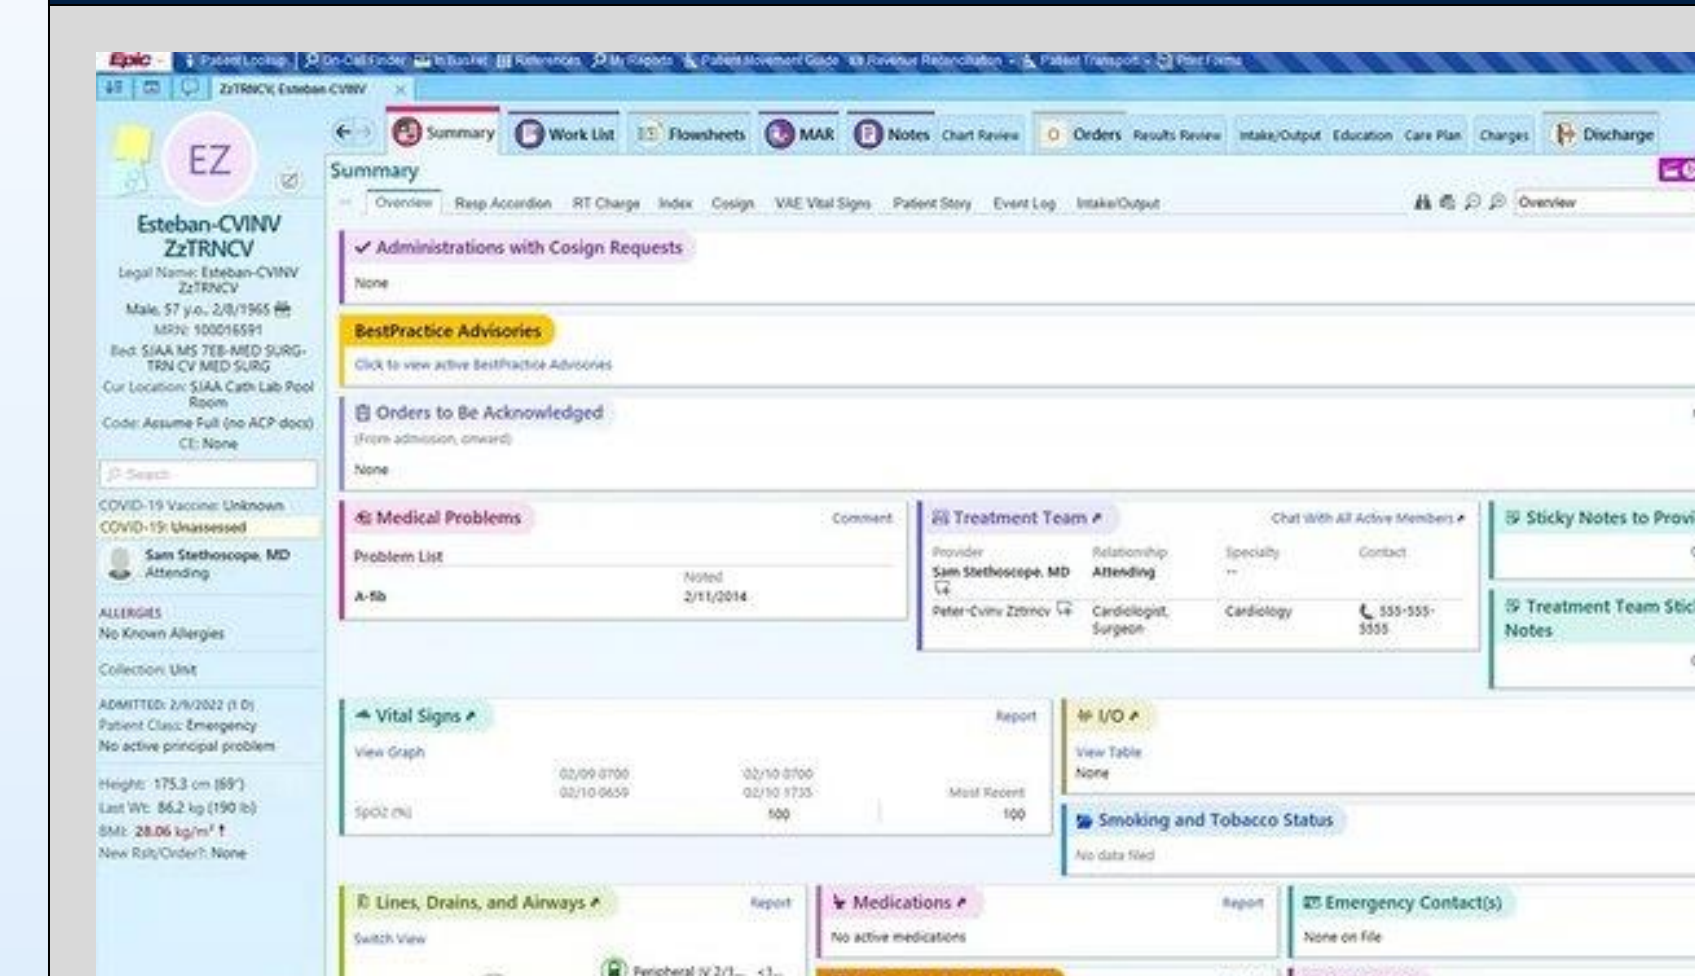 Epic
Patient Lookup On-Call Finder In Basket References My Reports Patient Movement Guide Revenue Reconciliation Patient Transport Print Forms
ZzTRNCV, Esteban-CVINV
Summary Work List Flowsheets MAR Notes Chart Review Orders Results Review Intake/Output Education Care Plan Charges Discharge
EZ
Esteban-CVINV
ZzTRNCV
Legal Name: Esteban-CVINV
ZzTRNCV
Male, 57 y.o., 2/8/1965
MRN: 100016591
Bed: SJAA MS 7EB-MED SURG-
TRN CV MED SURG
Cur Location: SJAA Cath Lab Pool
Room
Code: Assume Full (no ACP docs)
CE: None
Search
COVID-19 Vaccine: Unknown
COVID-19: Unassessed
Sam Stethoscope, MD
Attending
ALLERGIES
No Known Allergies
Collection: Unit
ADMITTED: 2/9/2022 (1 D)
Patient Class: Emergency
No active principal problem
Height: 175.3 cm (69")
Last Wt: 86.2 kg (190 lb)
BMI: 28.06 kg/m²
New Rslt/Order?: None
Summary
Overview Resp Accordion RT Charge Index Cosign VAE Vital Signs Patient Story Event Log Intake/Output
Overview
Administrations with Cosign Requests
None
BestPractice Advisories
Click to view active BestPractice Advisories
Orders to Be Acknowledged
(From admission, onward)
None
Medical Problems Comment
Problem List
Noted
A-fib 2/11/2014
Treatment Team Chat With All Active Members
Provider Relationship Specialty Contact
Sam Stethoscope, MD Attending --
Peter-Cvinv Zztrncv Cardiologist, Cardiology 555-555-
Surgeon 5555
Sticky Notes to Provi
Treatment Team Stic
Notes
Vital Signs Report
View Graph
02/09 0700 02/10 0700
02/10 0659 02/10 1735 Most Recent
SpO2 (%) 100 100
I/O
View Table
None
Smoking and Tobacco Status
No data filed
Lines, Drains, and Airways Report
Switch View
Peripheral IV 2/1... <1...
Medications Report
No active medications
Emergency Contact(s)
None on File